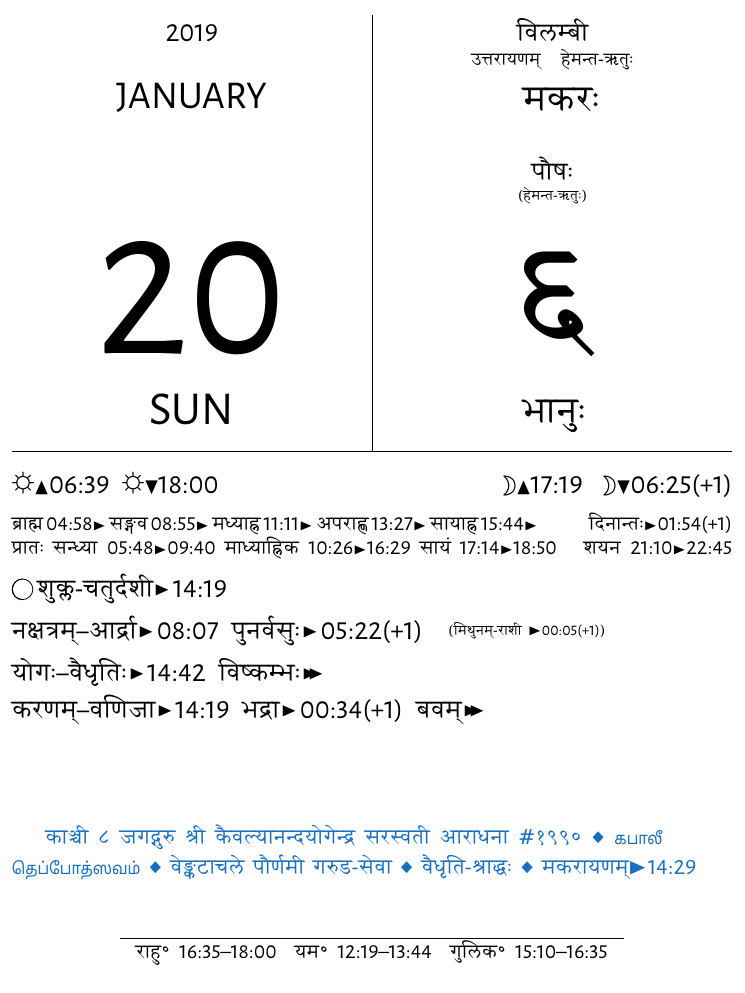 2019
JANUARY
20
SUN
विलम्बी
उत्तरायणम् हेमन्त-ऋतुः
मकरः
पौषः
(हेमन्त-ऋतुः)
६
भानुः
☼▲06:39 ☼▼18:00 ☽▲17:19 ☽▼06:25(+1)
ब्राह्म 04:58► सङ्गव 08:55► मध्याह्न 11:11► अपराह्ण 13:27► सायाह्न 15:44► दिनान्तः►01:54(+1)
प्रातः सन्ध्या 05:48►09:40 माध्याह्निक 10:26►16:29 सायं 17:14►18:50 शयन 21:10►22:45
◯शुक्ल-चतुर्दशी►14:19
नक्षत्रम्–आर्द्रा►08:07 पुनर्वसुः►05:22(+1) (मिथुनम्-राशी ►00:05(+1))
योगः–वैधृतिः►14:42 विष्कम्भः►►
करणम्–वणिजा►14:19 भद्रा►00:34(+1) बवम्►►
काञ्ची ८ जगद्गुरु श्री कैवल्यानन्दयोगेन्द्र सरस्वती आराधना #१९९० ◆ கபாலீ
தெப்போத்ஸவம் ◆ वेङ्कटाचले पौर्णमी गरुड-सेवा ◆ वैधृति-श्राद्धः ◆ मकरायणम्►14:29
राहु॰ 16:35–18:00 यम॰ 12:19–13:44 गुलिक॰ 15:10–16:35